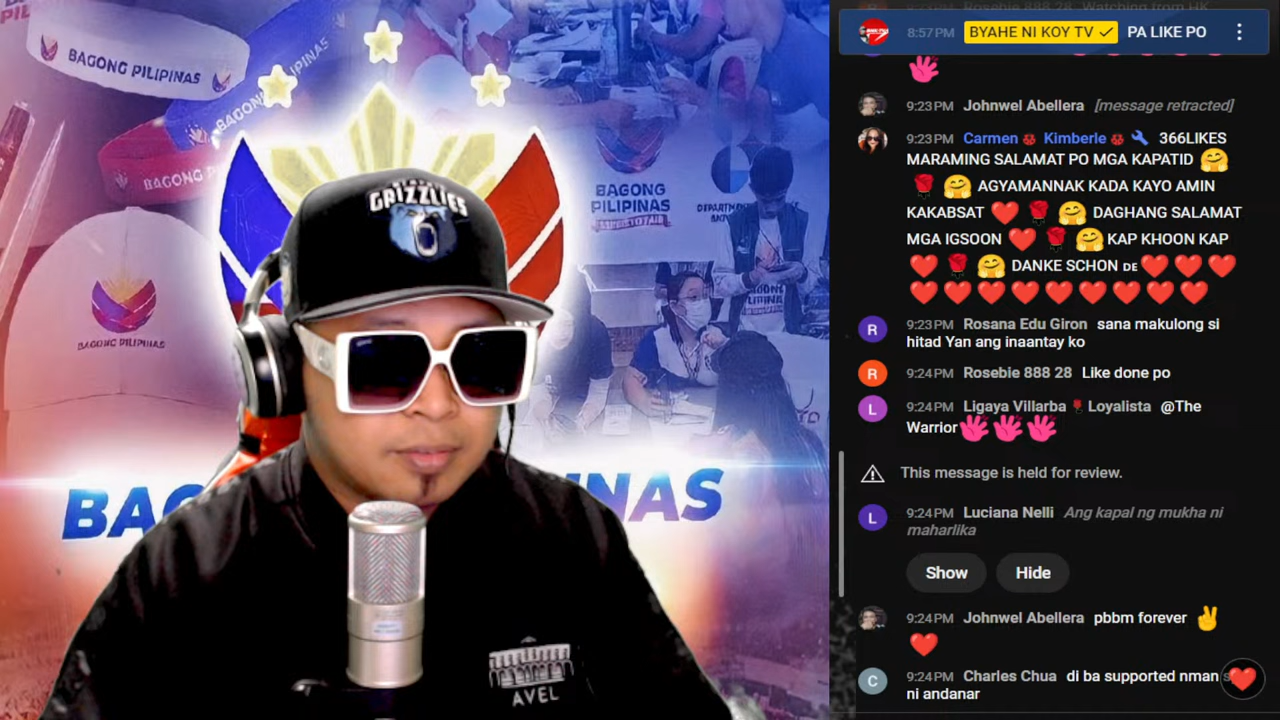 BAGONG PILIPINAS
BAGONG PILIPINAS
BAGONG
BAGONG PILIPINAS
BAGONG
PILIPINAS
GRIZZLIES
AVEL
8:57 PM BYAHE NI KOY TV PA LIKE PO
Rosebie 888 28 Watching from HK
9:23 PM Johnwel Abellera [message retracted]
9:23 PM Carmen 🪭 Kimberle 🪭 🔧 366LIKES
MARAMING SALAMAT PO MGA KAPATID 🤗
🌹 🤗 AGYAMANNAK KADA KAYO AMIN
KAKABSAT ❤️ 🌹 🤗 DAGHANG SALAMAT
MGA IGSOON ❤️ 🌹 🤗 KAP KHOON KAP
❤️ 🌹 🤗 DANKE SCHON DE ❤️ ❤️ ❤️
❤️ ❤️ ❤️ ❤️ ❤️ ❤️ ❤️ ❤️ ❤️
R 9:23 PM Rosana Edu Giron sana makulong si
hitad Yan ang inaantay ko
R 9:24 PM Rosebie 888 28 Like done po
L 9:24 PM Ligaya Villarba 🌹 Loyalista @The
Warrior
This message is held for review.
L 9:24 PM Luciana Nelli Ang kapal ng mukha ni
maharlika
Show Hide
9:24 PM Johnwel Abellera pbbm forever ✌️
❤️
C 9:24 PM Charles Chua di ba supported nman
ni andanar